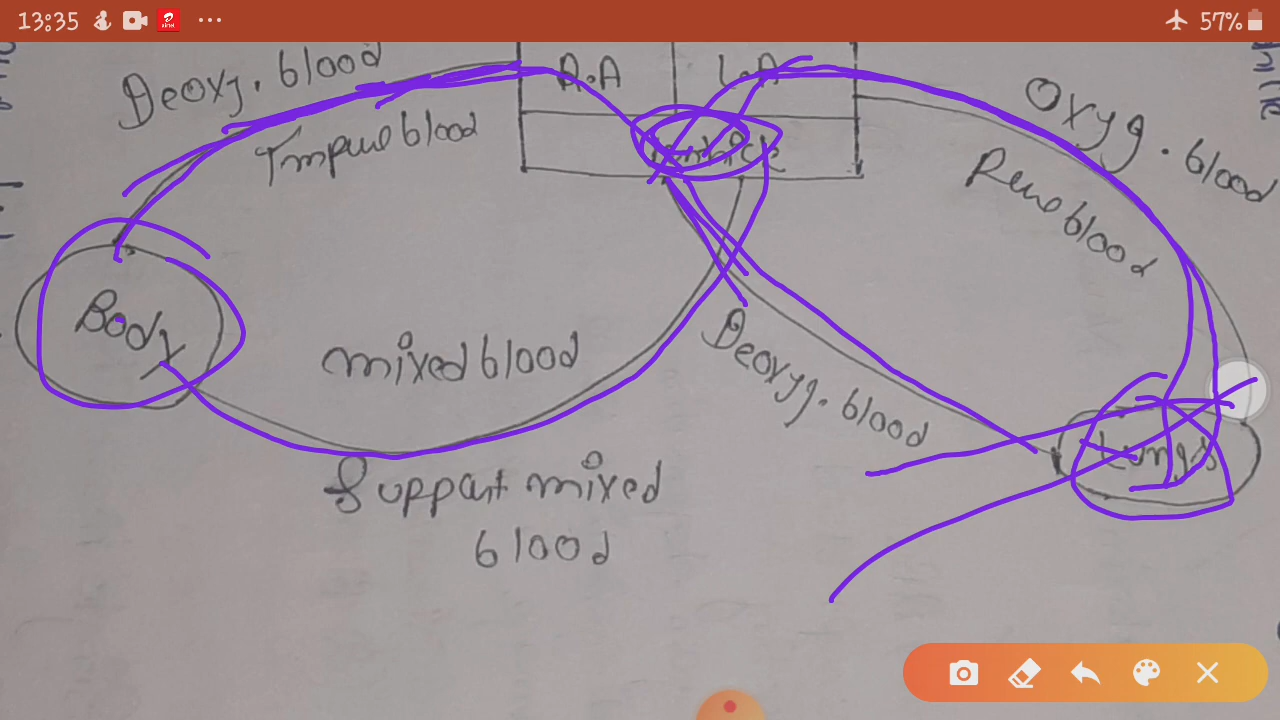 13:35
57%
Deoxy. blood
Impure blood
R.A
L.A
Oxyg. blood
blood
Body
mixed blood
Deoxyg. blood
Lungs
Support mixed
blood